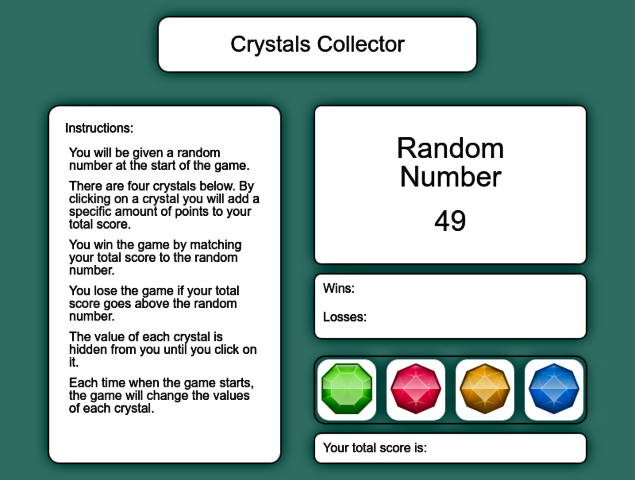 Crystals Collector
Instructions:
You will be given a random
number at the start of the game.
There are four crystals below. By
clicking on a crystal you will add a
specific amount of points to your
total score.
You win the game by matching
your total score to the random
number.
You lose the game if your total
score goes above the random
number.
The value of each crystal is
hidden from you until you click on
it.
Each time when the game starts,
the game will change the values
of each crystal.
Random
Number
49
Wins:
Losses:
Your total score is: